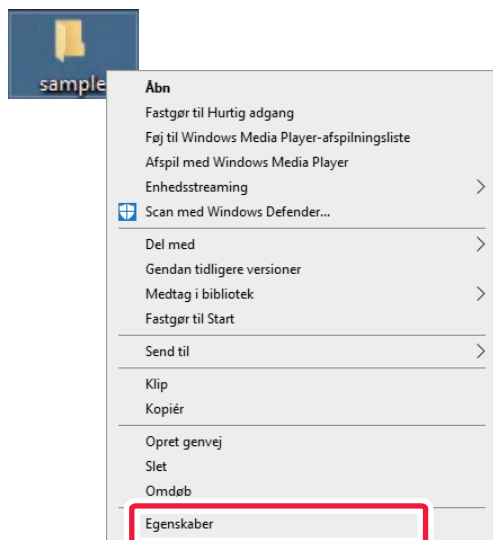 sample
Åbn
Fastgør til Hurtig adgang
Føj til Windows Media Player-afspilningsliste
Afspil med Windows Media Player
Enhedsstreaming
Scan med Windows Defender...
Del med
Gendan tidligere versioner
Medtag i bibliotek
Fastgør til Start
Send til
Klip
Kopiér
Opret genvej
Slet
Omdøb
Egenskaber